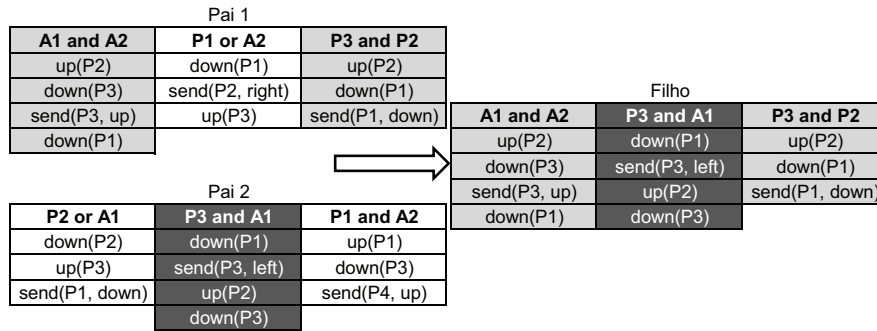 Pai 1
A1 and A2 P1 or A2 P3 and P2
up(P2) down(P1) up(P2)
down(P3) send(P2, right) down(P1)
send(P3, up) up(P3) send(P1, down)
down(P1)
Pai 2
P2 or A1 P3 and A1 P1 and A2
down(P2) down(P1) up(P1)
up(P3) send(P3, left) down(P3)
send(P1, down) up(P2) send(P4, up)
down(P3)
Filho
A1 and A2 P3 and A1 P3 and P2
up(P2) down(P1) up(P2)
down(P3) send(P3, left) down(P1)
send(P3, up) up(P2) send(P1, down)
down(P1) down(P3)